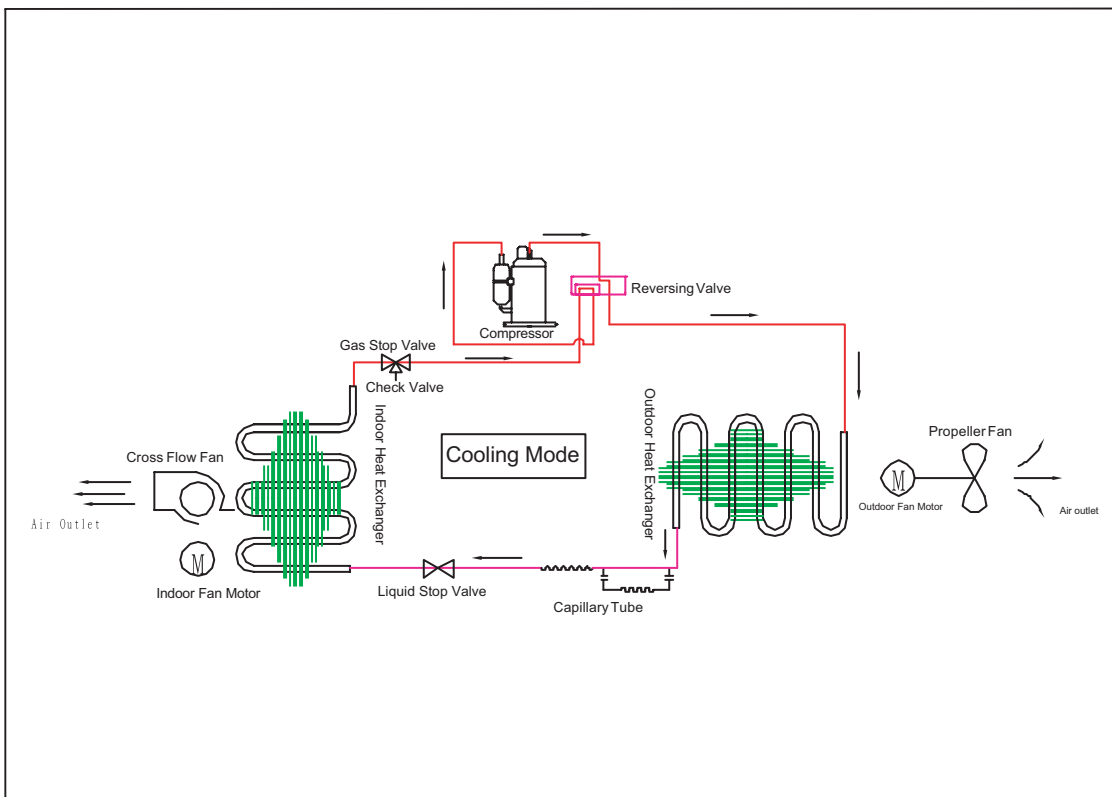 Reversing Valve
Compressor
Gas Stop Valve
Check Valve
Indoor Heat Exchanger
Outdoor Heat Exchanger
Cooling Mode
Cross Flow Fan
Propeller Fan
M
Outdoor Fan Motor
Air outlet
Air Outlet
M
Indoor Fan Motor
Liquid Stop Valve
Capillary Tube